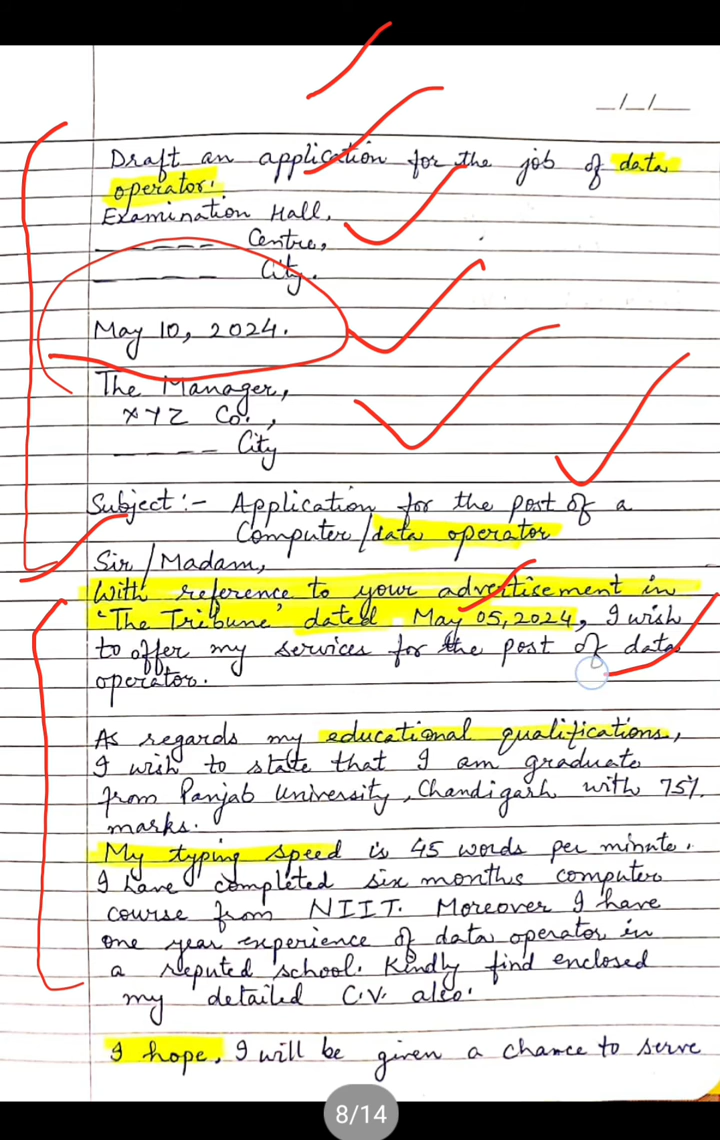 _/_/__
Draft an application for the job of data
operator.
Examination Hall,
______ Centre,
______ City.
May 10, 2024.
The Manager,
XYZ Co.,
_____ City
Subject:- Application for the post of a
Computer/data operator
Sir/Madam,
With reference to your advertisement in
'The Tribune' dated May 05, 2024, I wish
to offer my services for the post of data
operator.
As regards my educational qualifications,
I wish to state that I am graduate
from Panjab University, Chandigarh with 75%
marks.
My typing speed is 45 words per minute.
I have completed six months computer
course from NIIT. Moreover I have
one year experience of data operator in
a reputed school. Kindly find enclosed
my detailed C.V. also.
I hope, I will be given a chance to serve
8/14